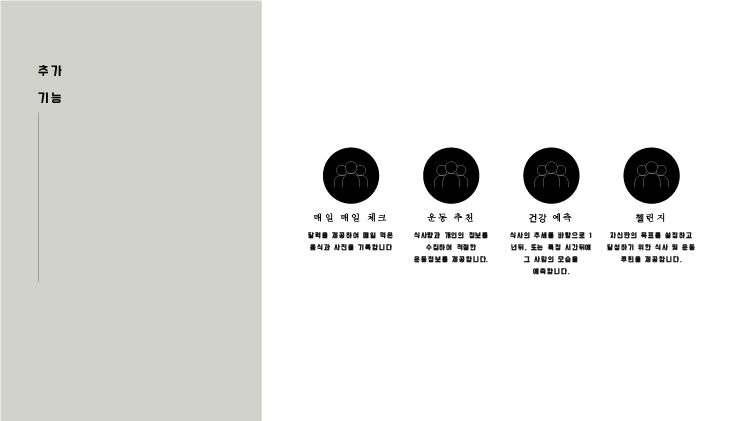 추가
기능
매일 매일 체크
달력을 제공하여 매일 먹은
음식과 사진을 기록합니다
운동 추천
식사량과 개인의 정보를
수집하여 적절한
운동정보를 제공합니다.
건강 예측
식사의 추세를 바탕으로 1
년뒤, 또는 특정 시간뒤에
그 사람의 모습을
예측합니다.
챌린지
자신만의 목표를 설정하고
달성하기 위한 식사 및 운동
루틴을 제공합니다.